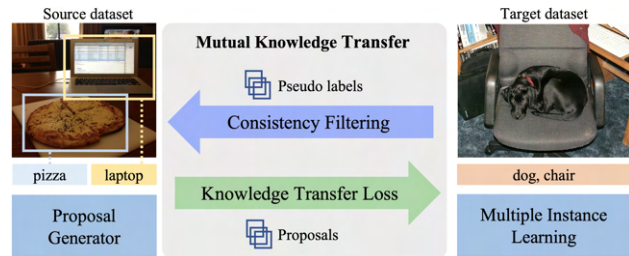 Source dataset
Mutual Knowledge Transfer
Target dataset
Pseudo labels
Consistency Filtering
Knowledge Transfer Loss
Proposals
pizza
laptop
dog, chair
Proposal
Generator
Multiple Instance
Learning